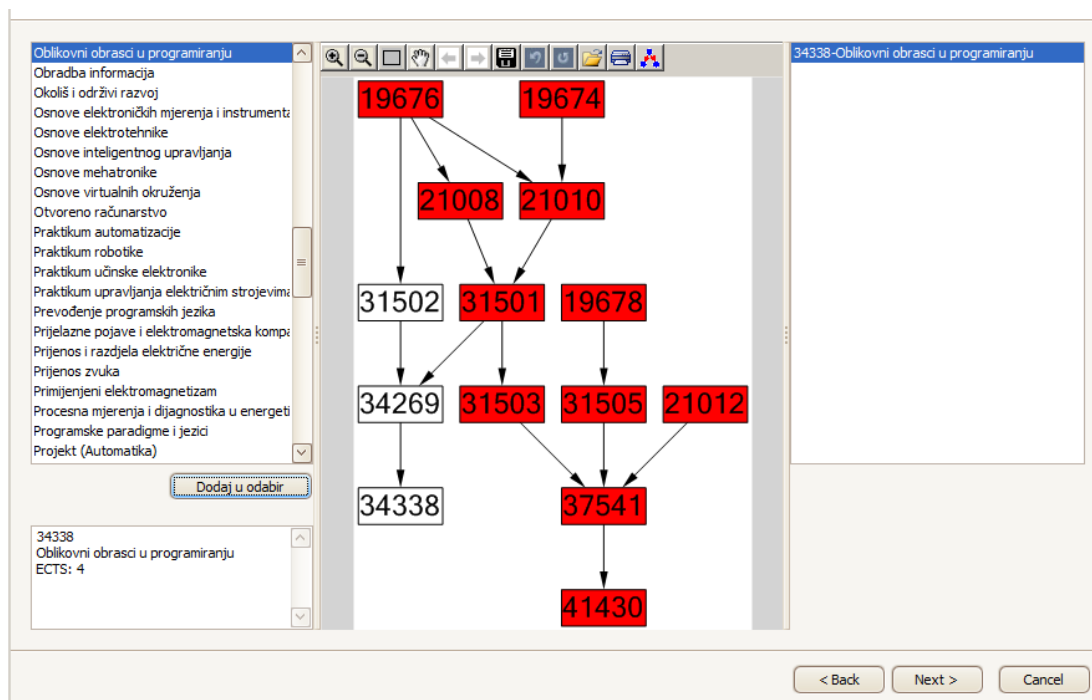 Oblikovni obrasci u programiranju
Obradba informacija
Okoliš i održivi razvoj
Osnove elektroničkih mjerenja i instrumenta
Osnove elektrotehnike
Osnove inteligentnog upravljanja
Osnove mehatronike
Osnove virtualnih okruženja
Otvoreno računarstvo
Praktikum automatizacije
Praktikum robotike
Praktikum učinske elektronike
Praktikum upravljanja električnim strojevima
Prevođenje programskih jezika
Prijelazne pojave i elektromagnetska kompa
Prijenos i razdjela električne energije
Prijenos zvuka
Primijenjeni elektromagnetizam
Procesna mjerenja i dijagnostika u energeti
Programske paradigme i jezici
Projekt (Automatika)
Dodaj u odabir
34338
Oblikovni obrasci u programiranju
ECTS: 4
19676 19674
21008 21010
31502 31501 19678
34269 31503 31505 21012
34338 37541
41430
34338-Oblikovni obrasci u programiranju
< Back Next > Cancel